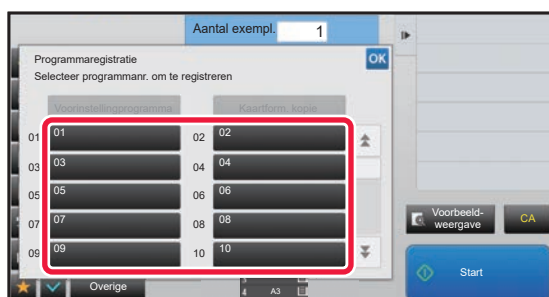 Aantal exempl. 1
Programmaregistratie
OK
Selecteer programmanr. om te registreren
Voorinstellingprogramma Kaartform. kopie
01 01 02 02
03 03 04 04
05 05 06 06
07 07 08 08
09 09 10 10
Voorbeeld-
weergave
CA
Overige
4 A3
Start